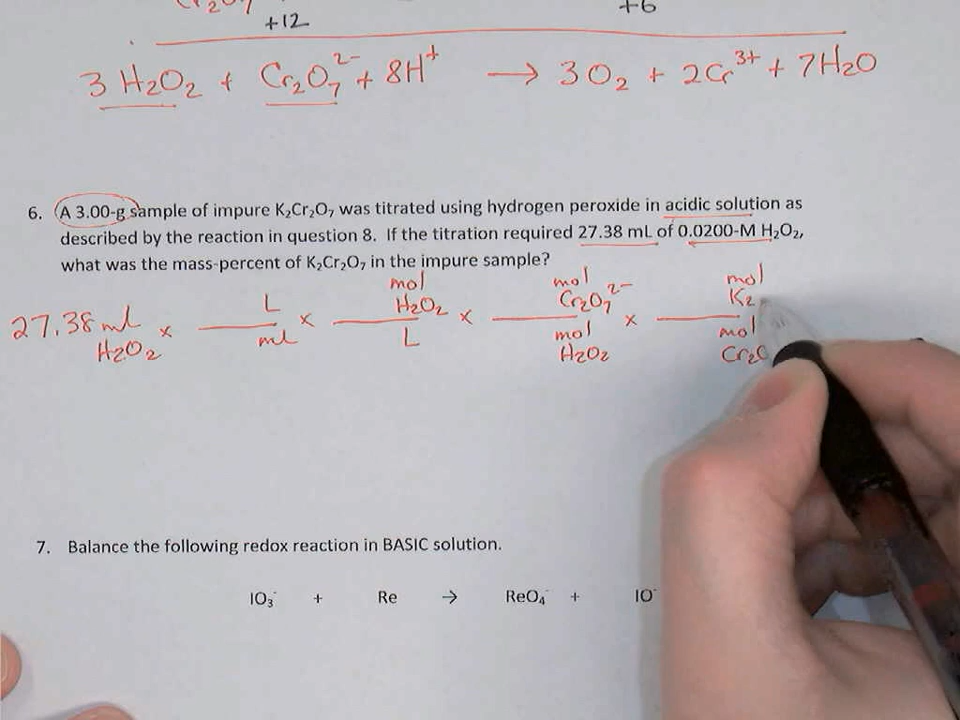 Cr2O7
+12 +6
3 H2O2 + Cr2O7 2- + 8H+ → 3 O2 + 2Cr3+ + 7H2O
6. A 3.00-g sample of impure K2Cr2O7 was titrated using hydrogen peroxide in acidic solution as
described by the reaction in question 8. If the titration required 27.38 mL of 0.0200-M H2O2,
what was the mass-percent of K2Cr2O7 in the impure sample?
mol mol mol
L H2O2 Cr2O7 2- K2
27.38 ml × × × ×
H2O2 ml L mol mol
H2O2 Cr2O
7. Balance the following redox reaction in BASIC solution.
IO3- + Re → ReO4- + IO-